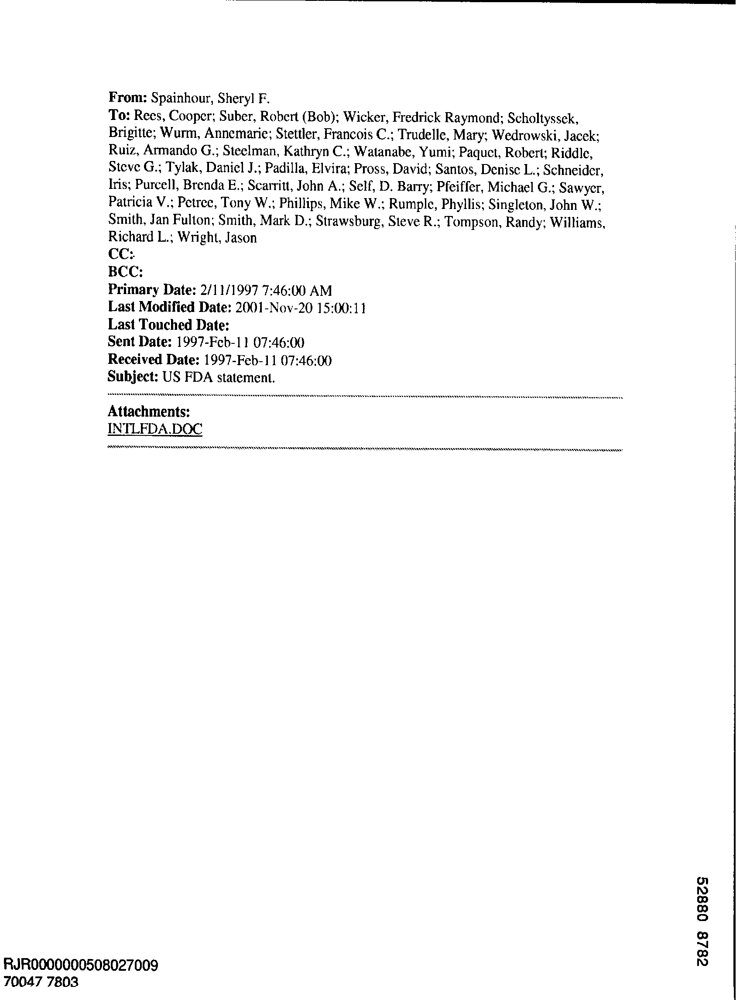 From: Spainhour, Sheryl F.
To: Rees, Cooper; Suber, Robert (Bob); Wicker, Fredrick Raymond; Scholtyssek,
Brigitte; Wurm, Annemarie; Stettler, Francois C.; Trudelle, Mary; Wedrowski, Jacek;
Ruiz, Armando G.; Steelman, Kathryn C.; Watanabe, Yumi; Paquet, Robert; Riddle,
Steve G.; Tylak, Daniel J.; Padilla, Elvira; Pross, David; Santos, Denise L.; Schneider,
Iris; Purcell, Brenda E.; Scarritt, John A.; Self, D. Barry; Pfeiffer, Michael G.; Sawyer,
Patricia V.; Petree, Tony W.; Phillips, Mike W.; Rumple, Phyllis; Singleton, John W.;
Smith, Jan Fulton; Smith, Mark D.; Strawsburg, Steve R.; Tompson, Randy; Williams,
Richard L.; Wright, Jason
CC:
BCC:
Primary Date: 2/11/1997 7:46:00 AM
Last Modified Date: 2001-Nov-20 15:00:11
Last Touched Date:
Sent Date: 1997-Feb-11 07:46:00
Received Date: 1997-Feb-11 07:46:00
Subject: US FDA statement.
Attachments:
INTLFDA.DOC
52880 8782
RJR0000000508027009
70047 7803